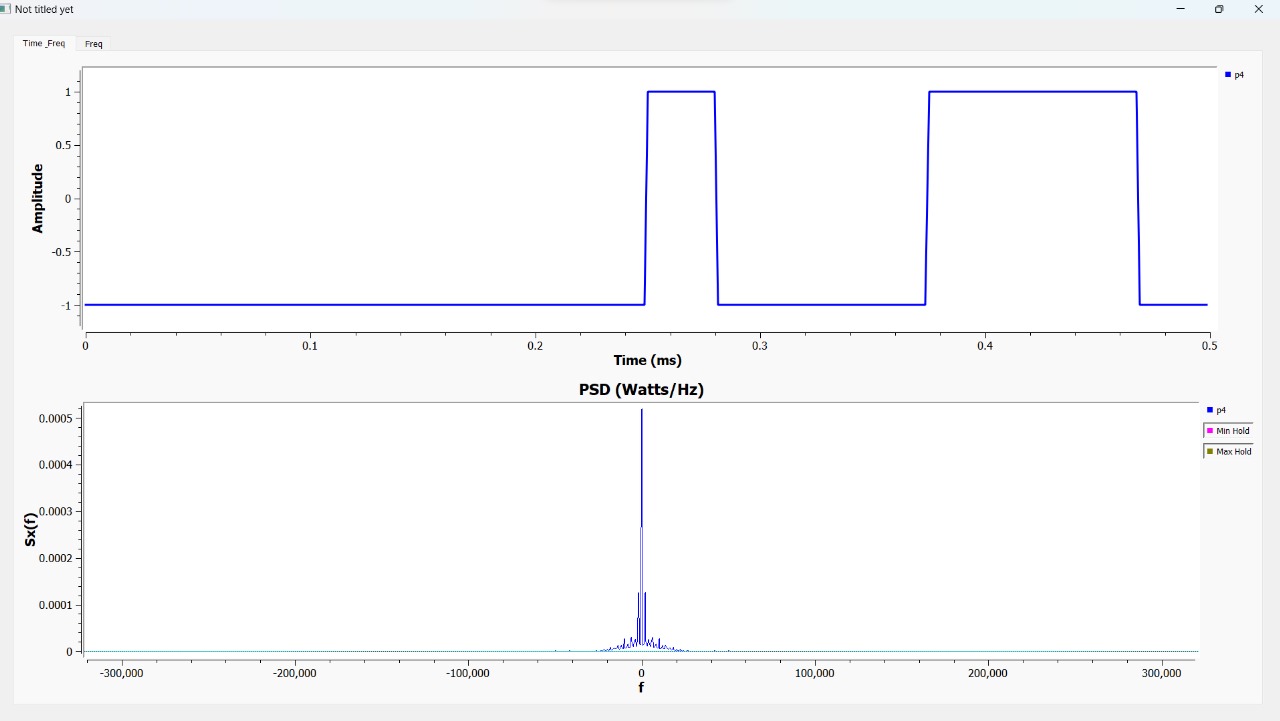 Not titled yet
Time _Freq
Freq
p4
1
0.5
0
-0.5
-1
Amplitude
0 0.1 0.2 0.3 0.4 0.5
Time (ms)
PSD (Watts/Hz)
p4
Min Hold
Max Hold
0.0005
0.0004
0.0003
0.0002
0.0001
0
Sx(f)
-300,000 -200,000 -100,000 0 100,000 200,000 300,000
f